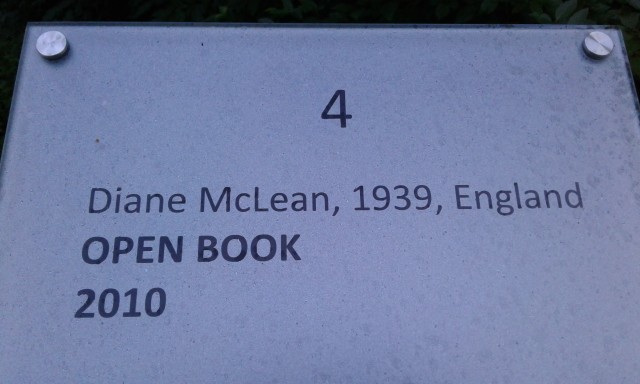 4
Diane McLean, 1939, England
OPEN BOOK
2010